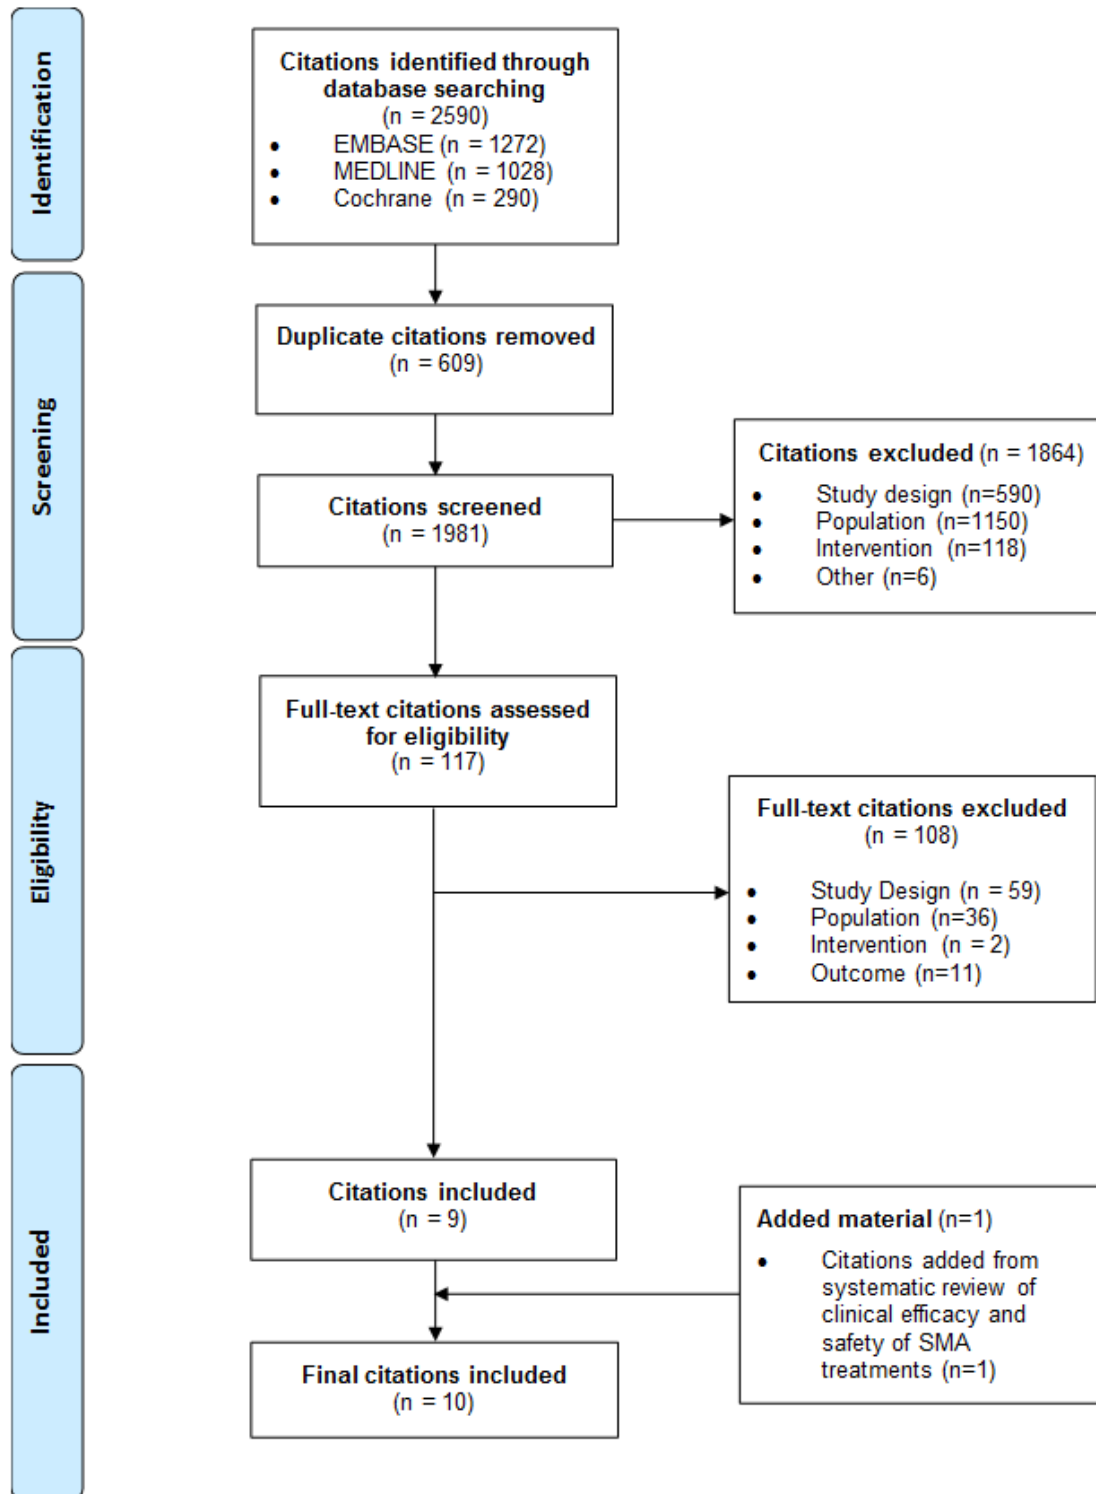 Identification
Citations identified through
database searching
(n = 2590)
• EMBASE (n = 1272)
• MEDLINE (n = 1028)
• Cochrane (n = 290)
Screening
Duplicate citations removed
(n = 609)
Citations screened
(n = 1981)
Citations excluded (n = 1864)
• Study design (n=590)
• Population (n=1150)
• Intervention (n=118)
• Other (n=6)
Eligibility
Full-text citations assessed
for eligibility
(n = 117)
Full-text citations excluded
(n = 108)
• Study Design (n = 59)
• Population (n=36)
• Intervention (n = 2)
• Outcome (n=11)
Included
Citations included
(n = 9)
Added material (n=1)
• Citations added from
systematic review of
clinical efficacy and
safety of SMA
treatments (n=1)
Final citations included
(n = 10)